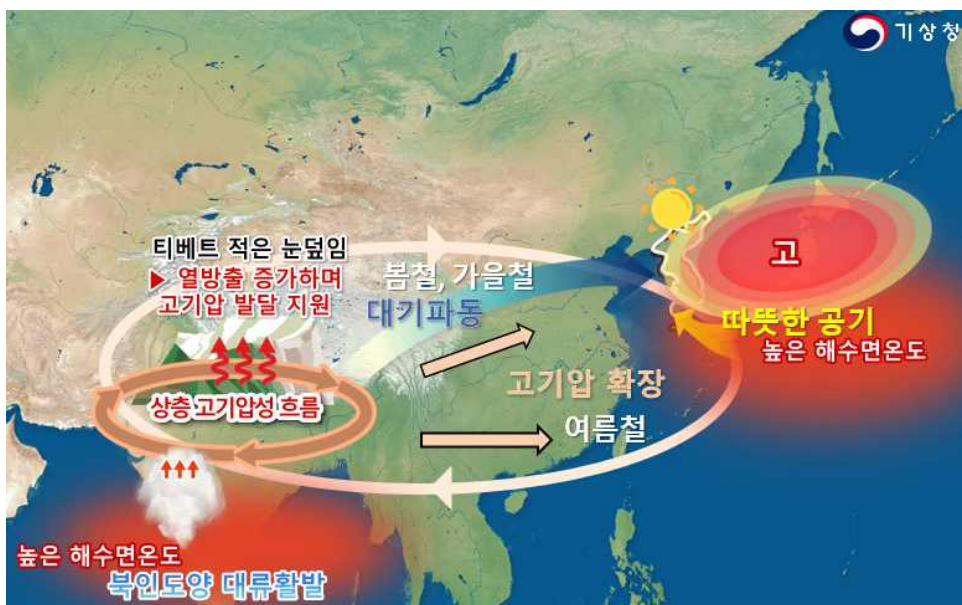 기상청
티베트 적은 눈덮임
▶ 열방출 증가하며
고기압 발달 지원
봄철, 가을철
대기파동
고
따뜻한 공기
높은 해수면온도
고기압 확장
여름철
상층 고기압성 흐름
높은 해수면온도
북인도양 대류활발